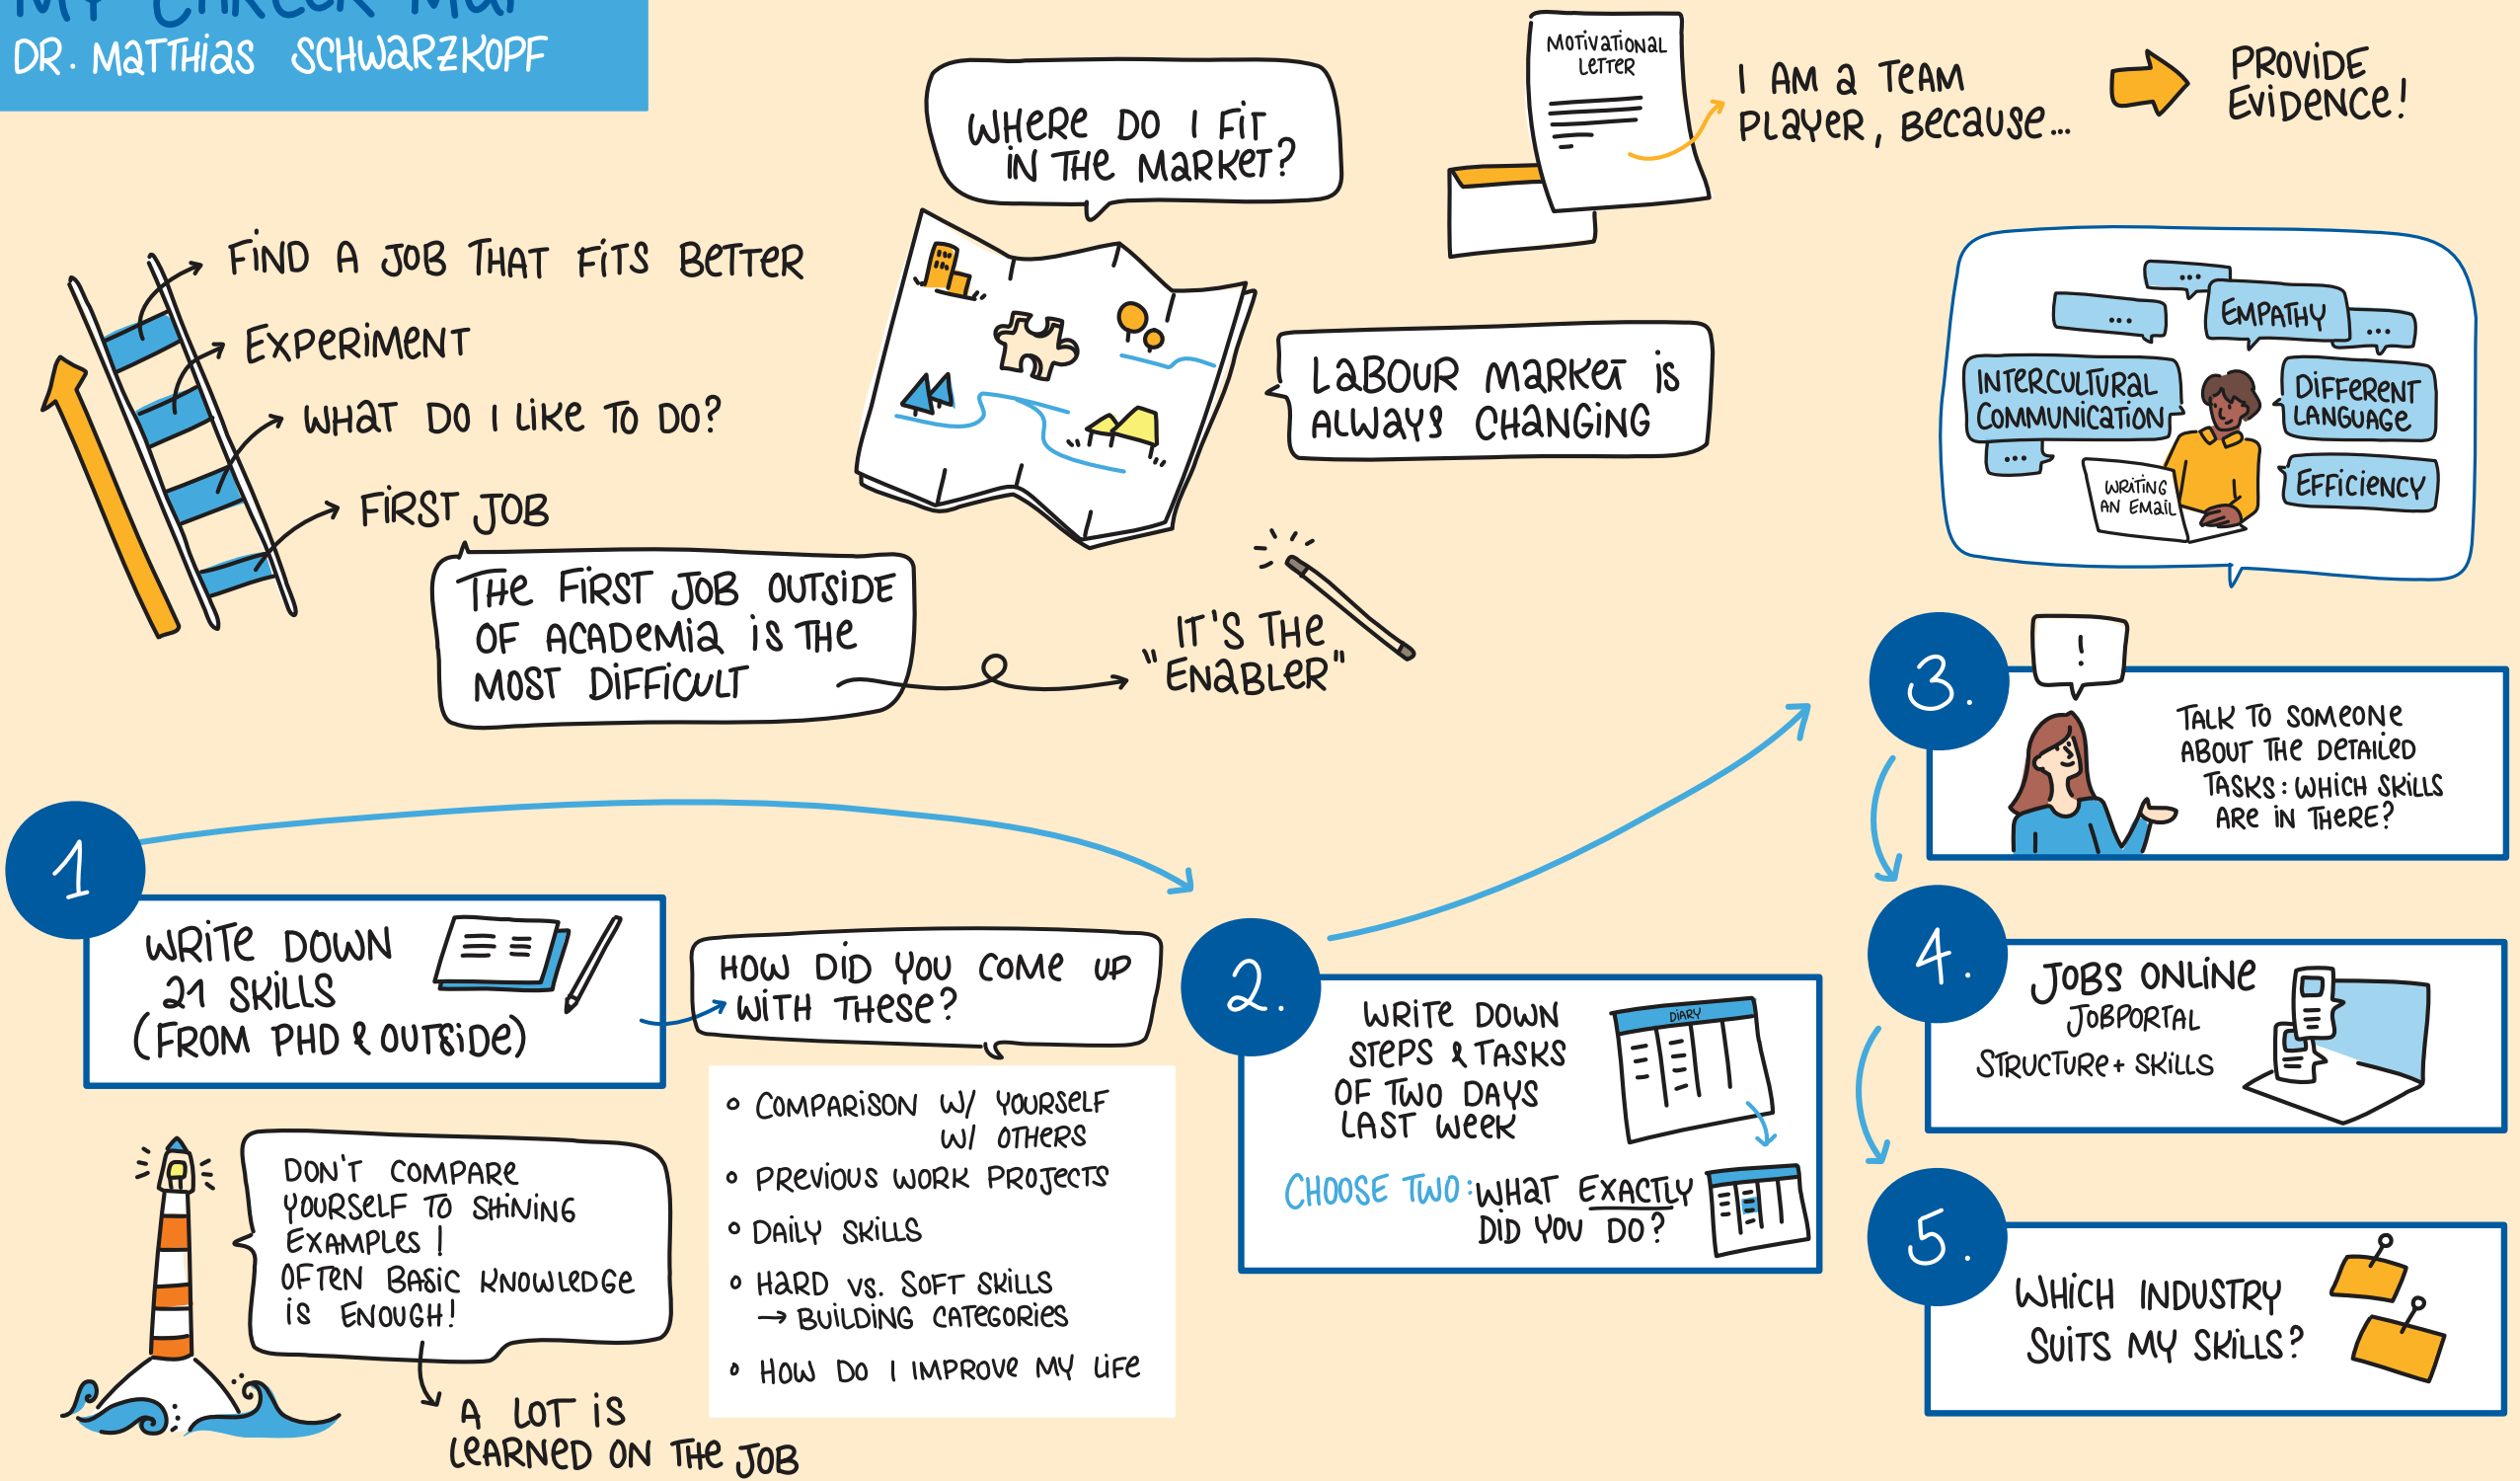 MY CAREER MAP
DR. MATTHIAS SCHWARZKOPF
FIND A JOB THAT FITS BETTER
EXPERIMENT
WHAT DO I LIKE TO DO?
FIRST JOB
THE FIRST JOB OUTSIDE
OF ACADEMIA IS THE
MOST DIFFICULT
IT'S THE
"ENABLER"
WHERE DO I FIT
IN THE MARKET?
LABOUR MARKET IS
ALWAYS CHANGING
MOTIVATIONAL
LETTER
I AM A TEAM
PLAYER, BECAUSE...
PROVIDE
EVIDENCE!
...
...
EMPATHY
...
INTERCULTURAL
COMMUNICATION
...
DIFFERENT
LANGUAGE
EFFICIENCY
WRITING
AN EMAIL
1
WRITE DOWN
21 SKILLS
(FROM PHD & OUTSIDE)
HOW DID YOU COME UP
WITH THESE?
COMPARISON W/ YOURSELF
W/ OTHERS
PREVIOUS WORK PROJECTS
DAILY SKILLS
HARD VS. SOFT SKILLS
→ BUILDING CATEGORIES
HOW DO I IMPROVE MY LIFE
DON'T COMPARE
YOURSELF TO SHINING
EXAMPLES!
OFTEN BASIC KNOWLEDGE
IS ENOUGH!
A LOT IS
LEARNED ON THE JOB
2.
WRITE DOWN
STEPS & TASKS
OF TWO DAYS
LAST WEEK
DIARY
CHOOSE TWO: WHAT EXACTLY
DID YOU DO?
3.
!
TALK TO SOMEONE
ABOUT THE DETAILED
TASKS: WHICH SKILLS
ARE IN THERE?
4.
JOBS ONLINE
JOBPORTAL
STRUCTURE + SKILLS
5.
WHICH INDUSTRY
SUITS MY SKILLS?